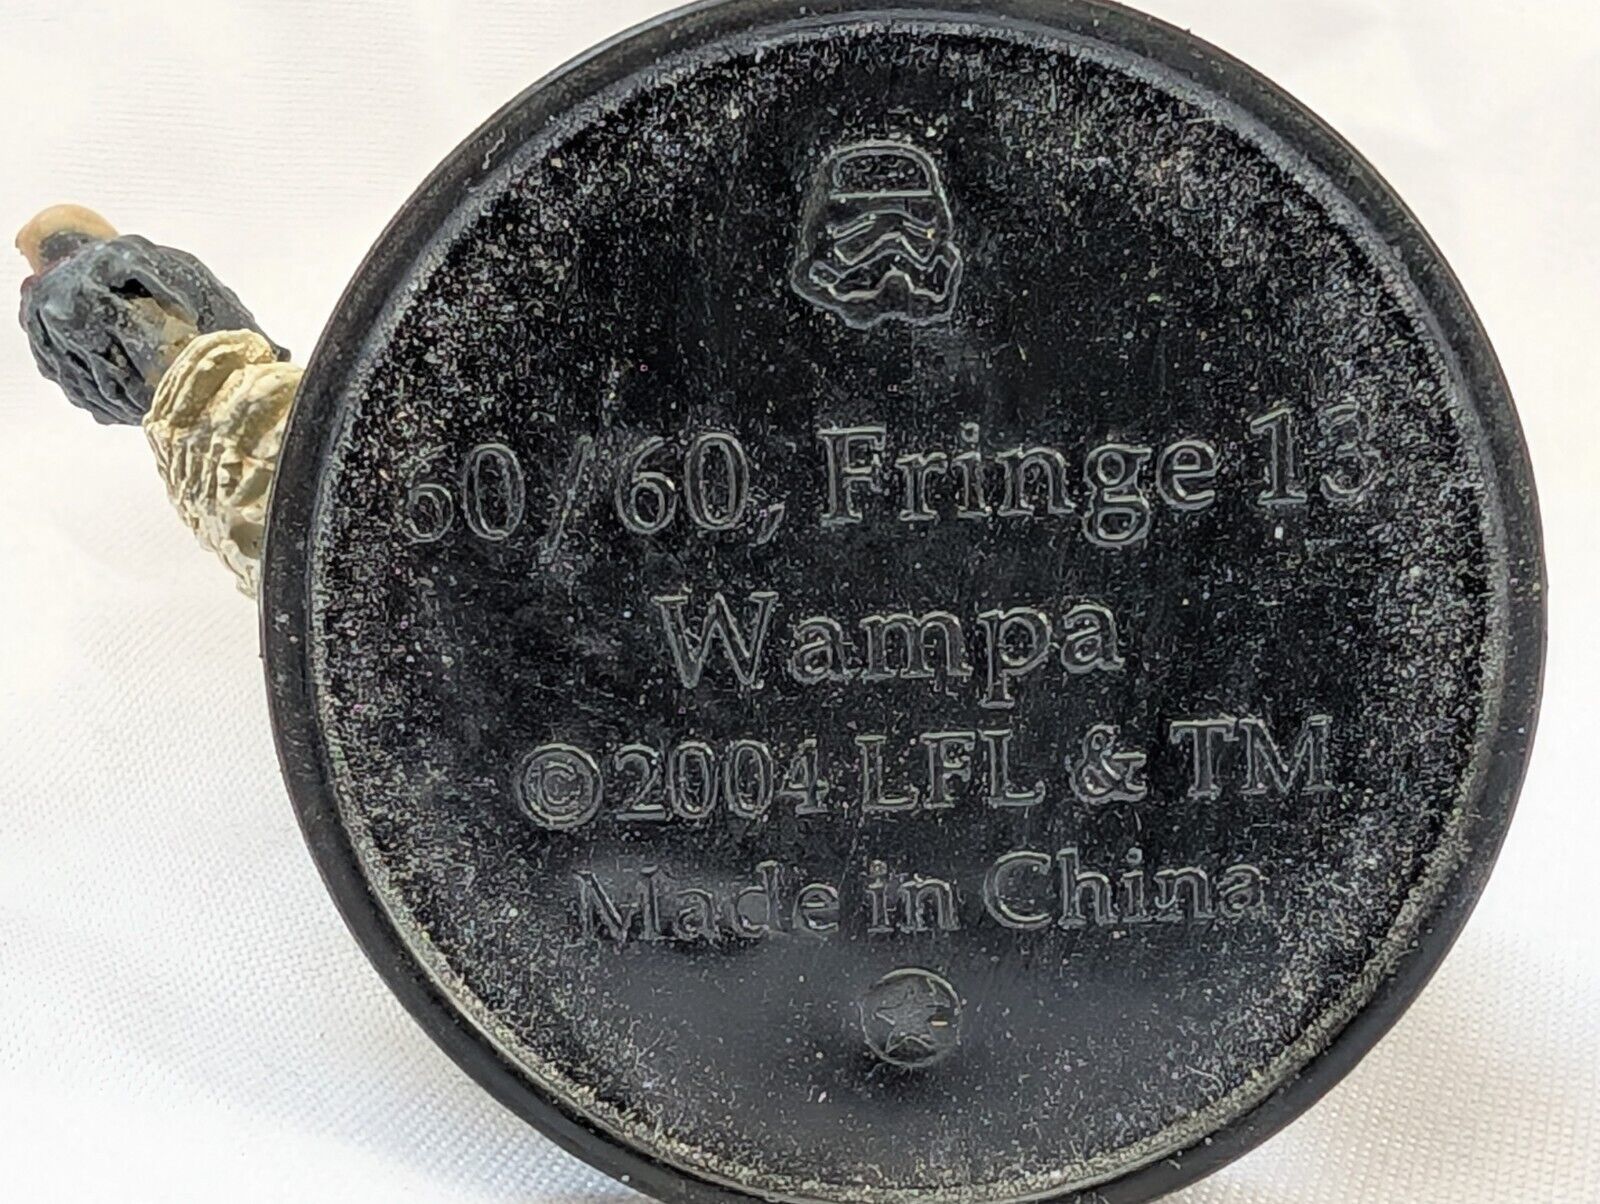 60/60, Fringe 13
Wampa
©2004 LFL & TM
Made in China